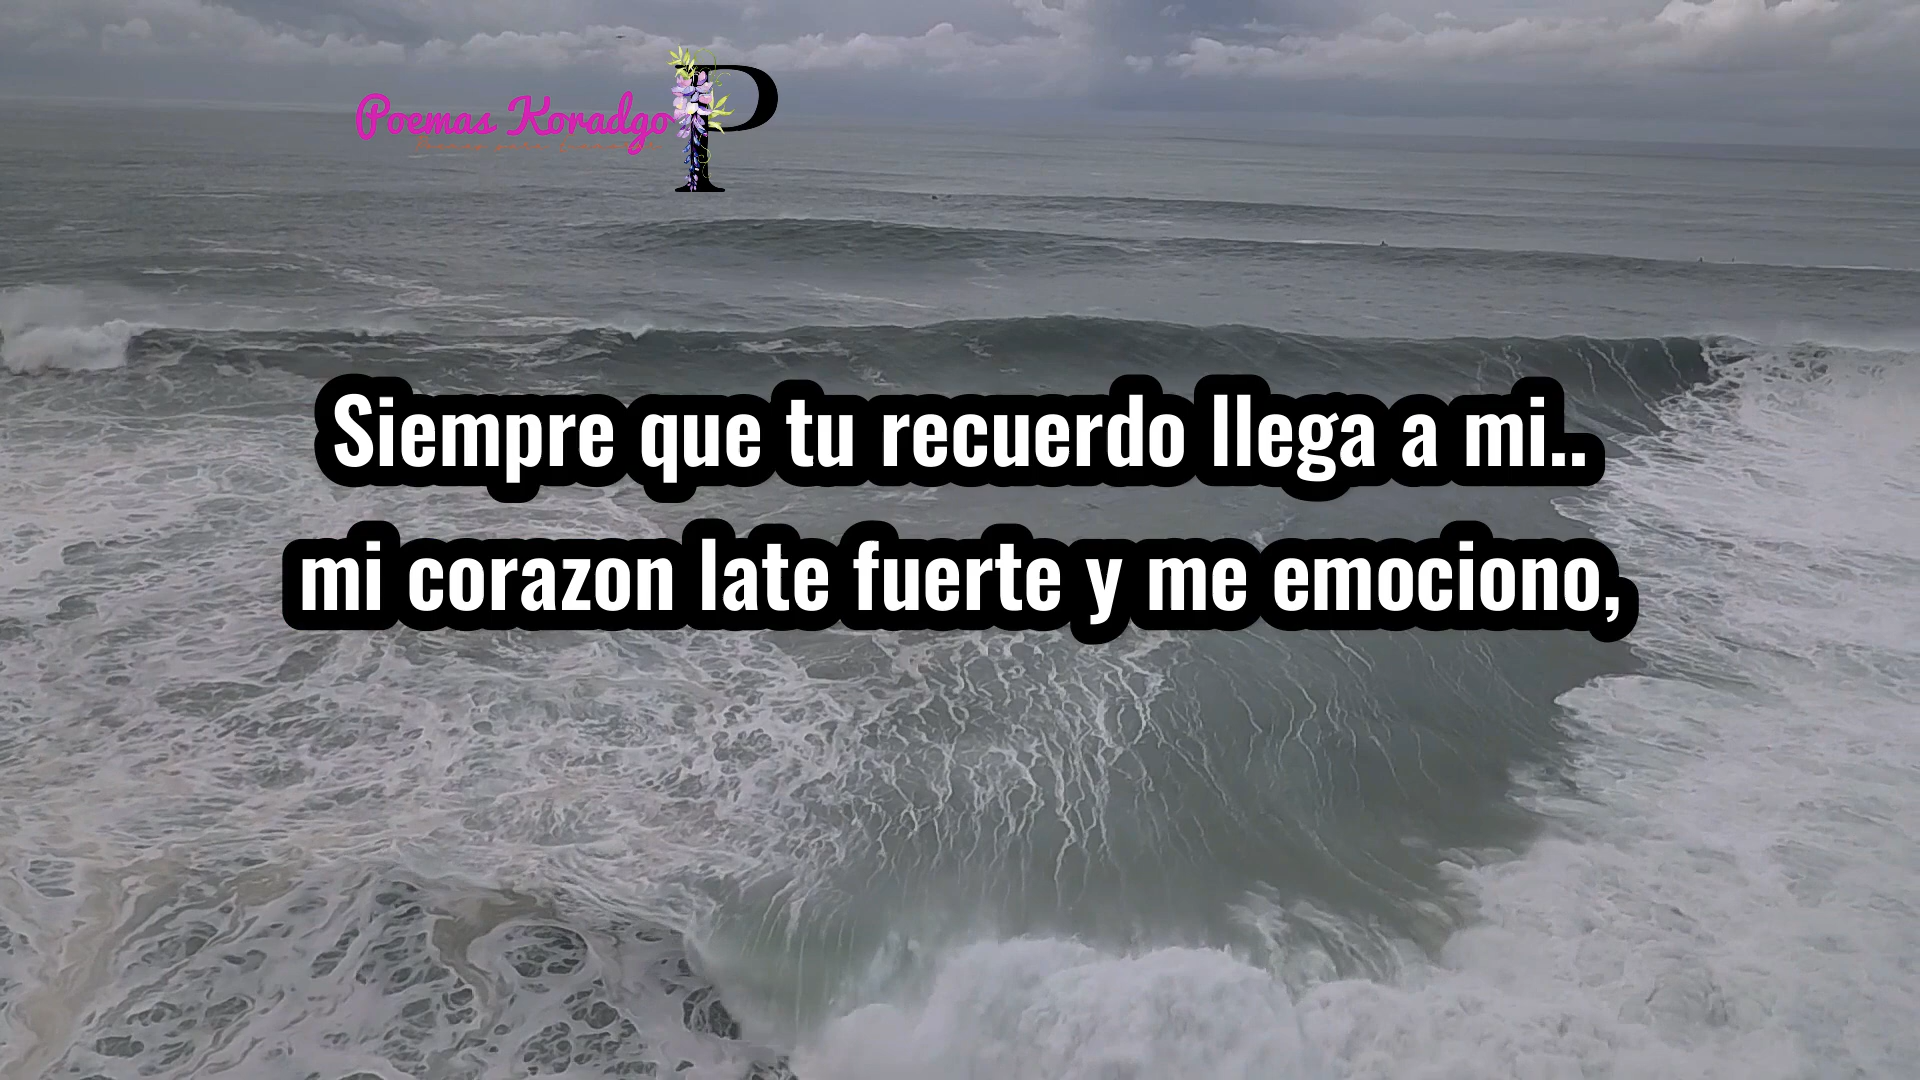 Poemas Koradgo
P
Siempre que tu recuerdo llega a mi..
mi corazon late fuerte y me emociono,